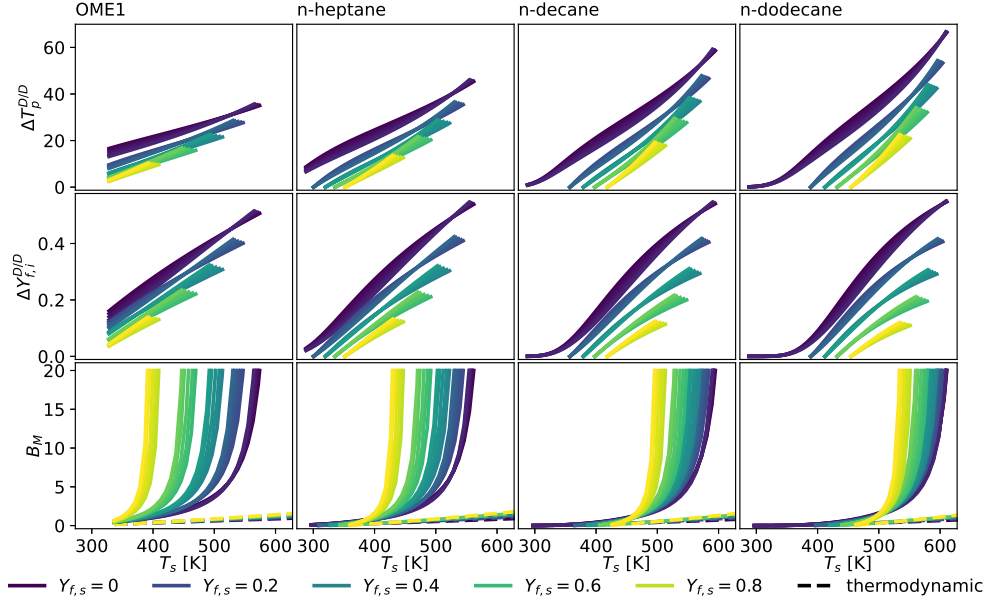 OME1 n-heptane n-decane n-dodecane
ΔT_p^{D/D}
60
40
20
0
ΔY_{f,i}^{D/D}
0.4
0.2
0.0
B_M
20
15
10
5
0
300 400 500 600 300 400 500 600 300 400 500 600 300 400 500 600
T_s [K] T_s [K] T_s [K] T_s [K]
Y_{f,s} = 0 Y_{f,s} = 0.2 Y_{f,s} = 0.4 Y_{f,s} = 0.6 Y_{f,s} = 0.8 thermodynamic